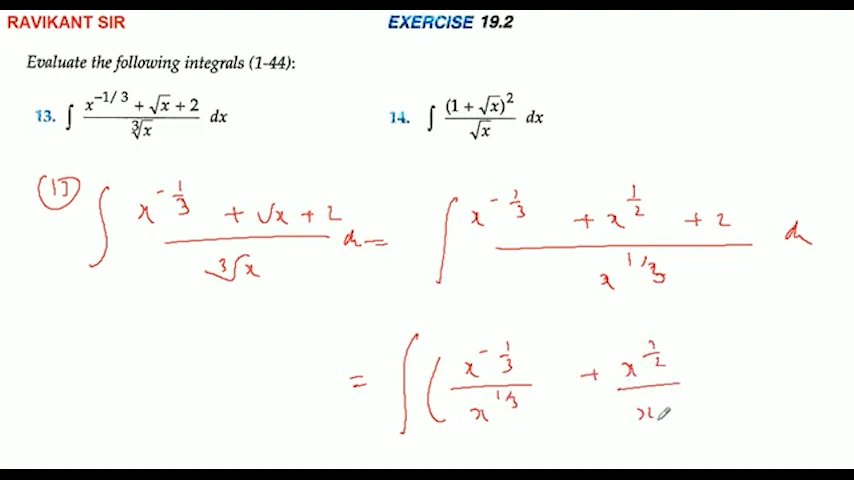 RAVIKANT SIR EXERCISE 19.2
Evaluate the following integrals (1-44):
13. ∫ (x^{-1/3} + √x + 2)/∛x dx 14. ∫ (1 + √x)²/√x dx
(13) ∫ (x^{-1/3} + √x + 2)/∛x dx = ∫ (x^{-1/3} + x^{1/2} + 2)/x^{1/3} dx
= ∫ ( x^{-1/3}/x^{1/3} + x^{1/2}/x